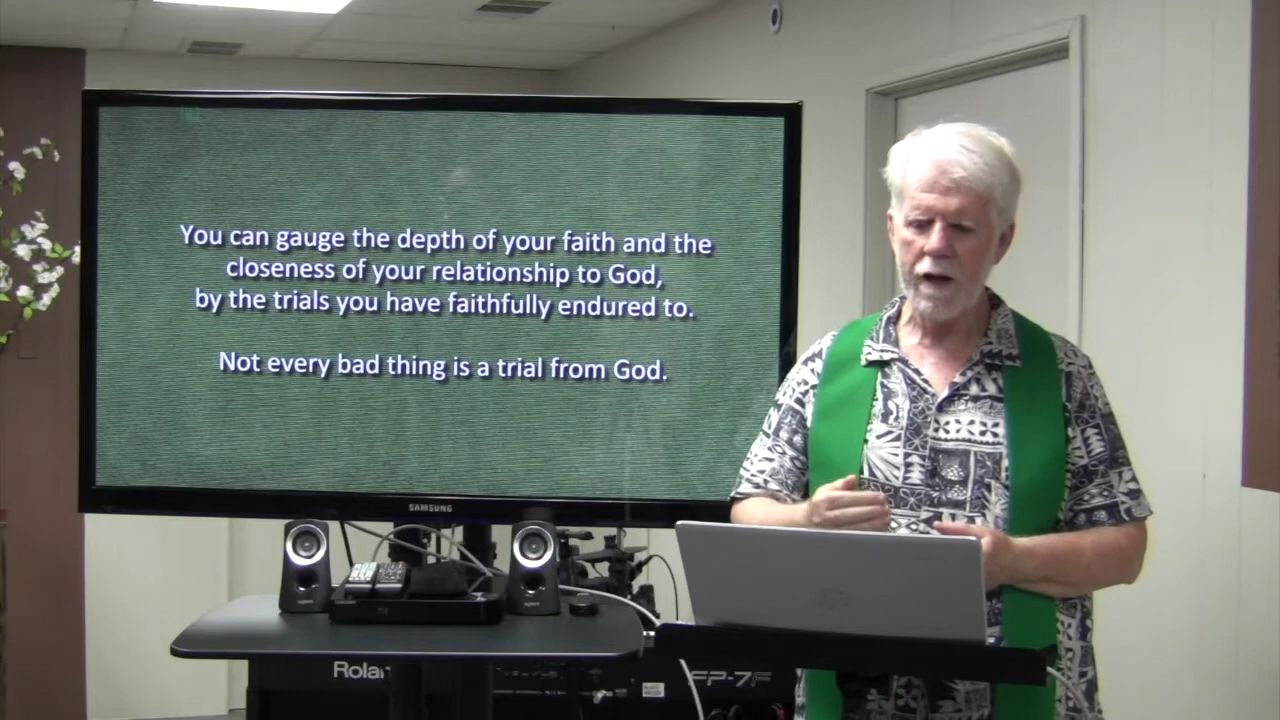 You can gauge the depth of your faith and the
closeness of your relationship to God,
by the trials you have faithfully endured to.
Not every bad thing is a trial from God.
SAMSUNG
Rolan
FP-7F